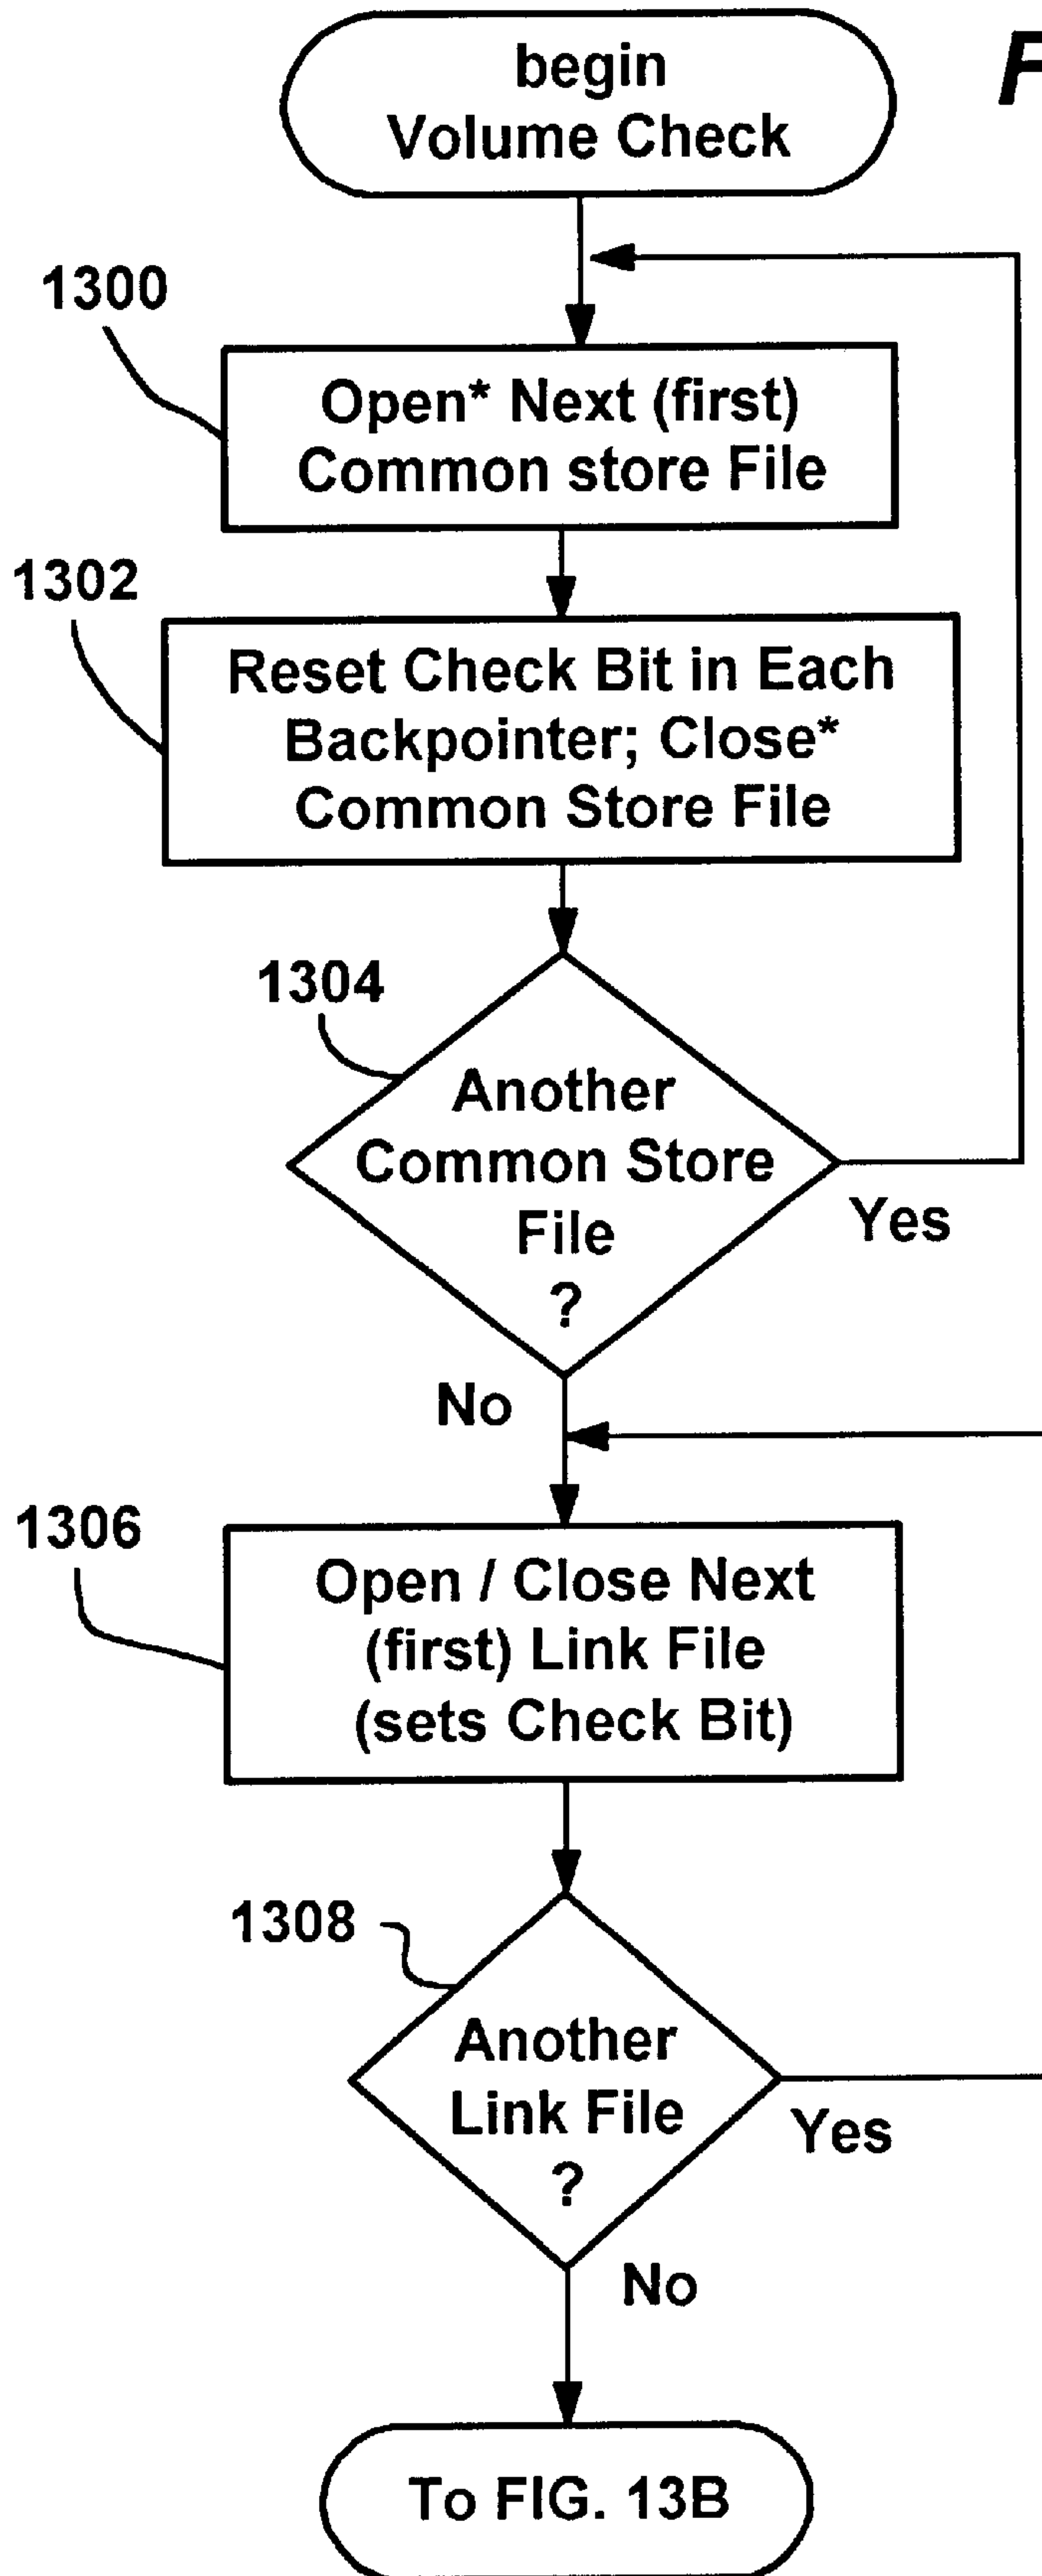 begin
Volume Check
F
1300
Open* Next (first)
Common store File
1302
Reset Check Bit in Each
Backpointer; Close*
Common Store File
1304
Another
Common Store
File
?
Yes
No
1306
Open / Close Next
(first) Link File
(sets Check Bit)
1308
Another
Link File
?
Yes
No
To FIG. 13B